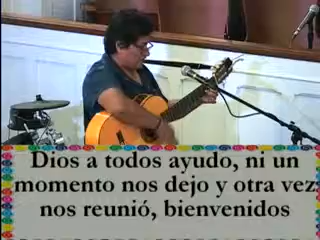 Dios a todos ayudo, ni un
momento nos dejo y otra vez
nos reunió, bienvenidos